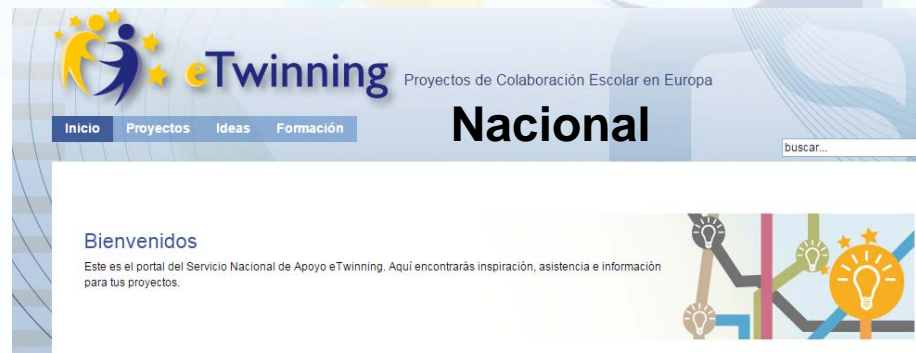 eTwinning
Proyectos de Colaboración Escolar en Europa
Nacional
Inicio Proyectos Ideas Formación
buscar...
Bienvenidos
Este es el portal del Servicio Nacional de Apoyo eTwinning. Aquí encontrarás inspiración, asistencia e información
para tus proyectos.